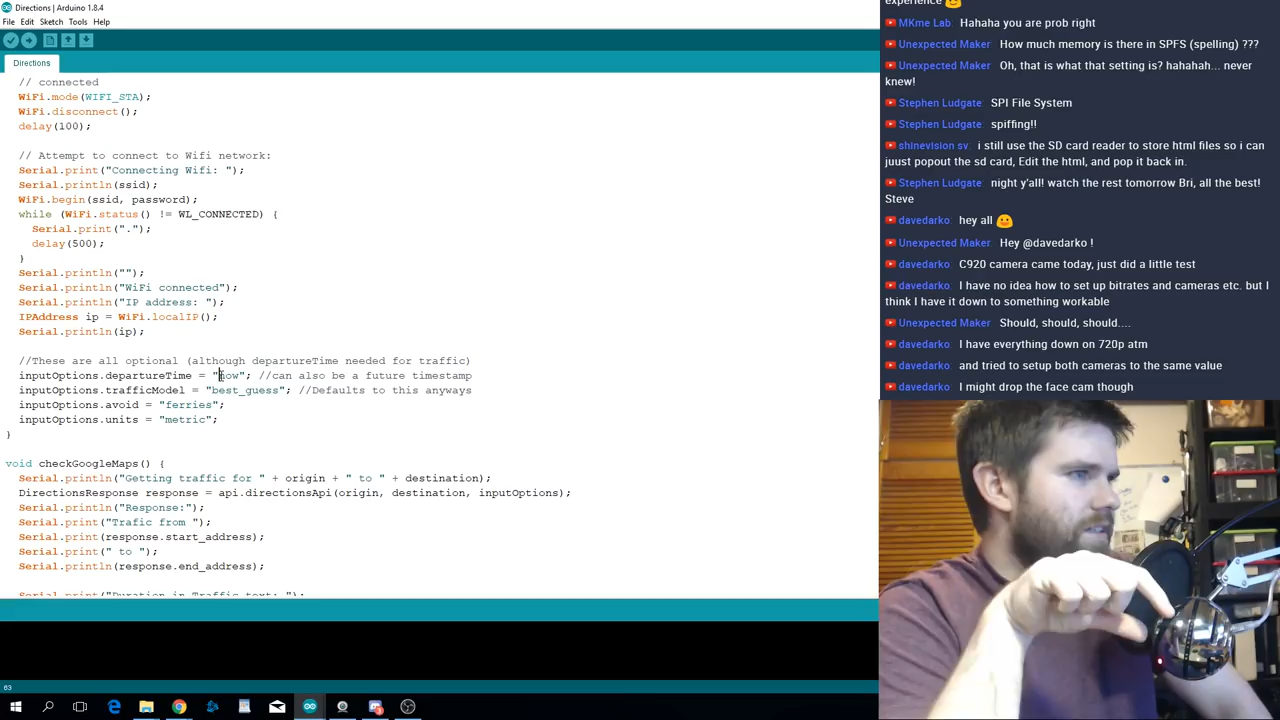 Directions | Arduino 1.8.4
File Edit Sketch Tools Help
Directions
// connected
WiFi.mode(WIFI_STA);
WiFi.disconnect();
delay(100);
// Attempt to connect to Wifi network:
Serial.print("Connecting Wifi: ");
Serial.println(ssid);
WiFi.begin(ssid, password);
while (WiFi.status() != WL_CONNECTED) {
Serial.print(".");
delay(500);
}
Serial.println("");
Serial.println("WiFi connected");
Serial.println("IP address: ");
IPAddress ip = WiFi.localIP();
Serial.println(ip);
//These are all optional (although departureTime needed for traffic)
inputOptions.departureTime = "now"; //can also be a future timestamp
inputOptions.trafficModel = "best_guess"; //Defaults to this anyways
inputOptions.avoid = "ferries";
inputOptions.units = "metric";
}
void checkGoogleMaps() {
Serial.println("Getting traffic for " + origin + " to " + destination);
DirectionsResponse response = api.directionsApi(origin, destination, inputOptions);
Serial.println("Response:");
Serial.print("Trafic from ");
Serial.print(response.start_address);
Serial.print(" to ");
Serial.println(response.end_address);
Serial.print("Duration in Traffic text: ");
63
experience
MKme Lab Hahaha you are prob right
Unexpected Maker How much memory is there in SPFS (spelling) ???
Unexpected Maker Oh, that is what that setting is? hahahah... never
knew!
Stephen Ludgate SPI File System
Stephen Ludgate spiffing!!
shinevision sv. i still use the SD card reader to store html files so i can
juust popout the sd card, Edit the html, and pop it back in.
Stephen Ludgate night y'all! watch the rest tomorrow Bri, all the best!
Steve
davedarko hey all
Unexpected Maker Hey @davedarko !
davedarko C920 camera came today, just did a little test
davedarko I have no idea how to set up bitrates and cameras etc. but I
think I have it down to something workable
Unexpected Maker Should, should, should....
davedarko I have everything down on 720p atm
davedarko and tried to setup both cameras to the same value
davedarko I might drop the face cam though